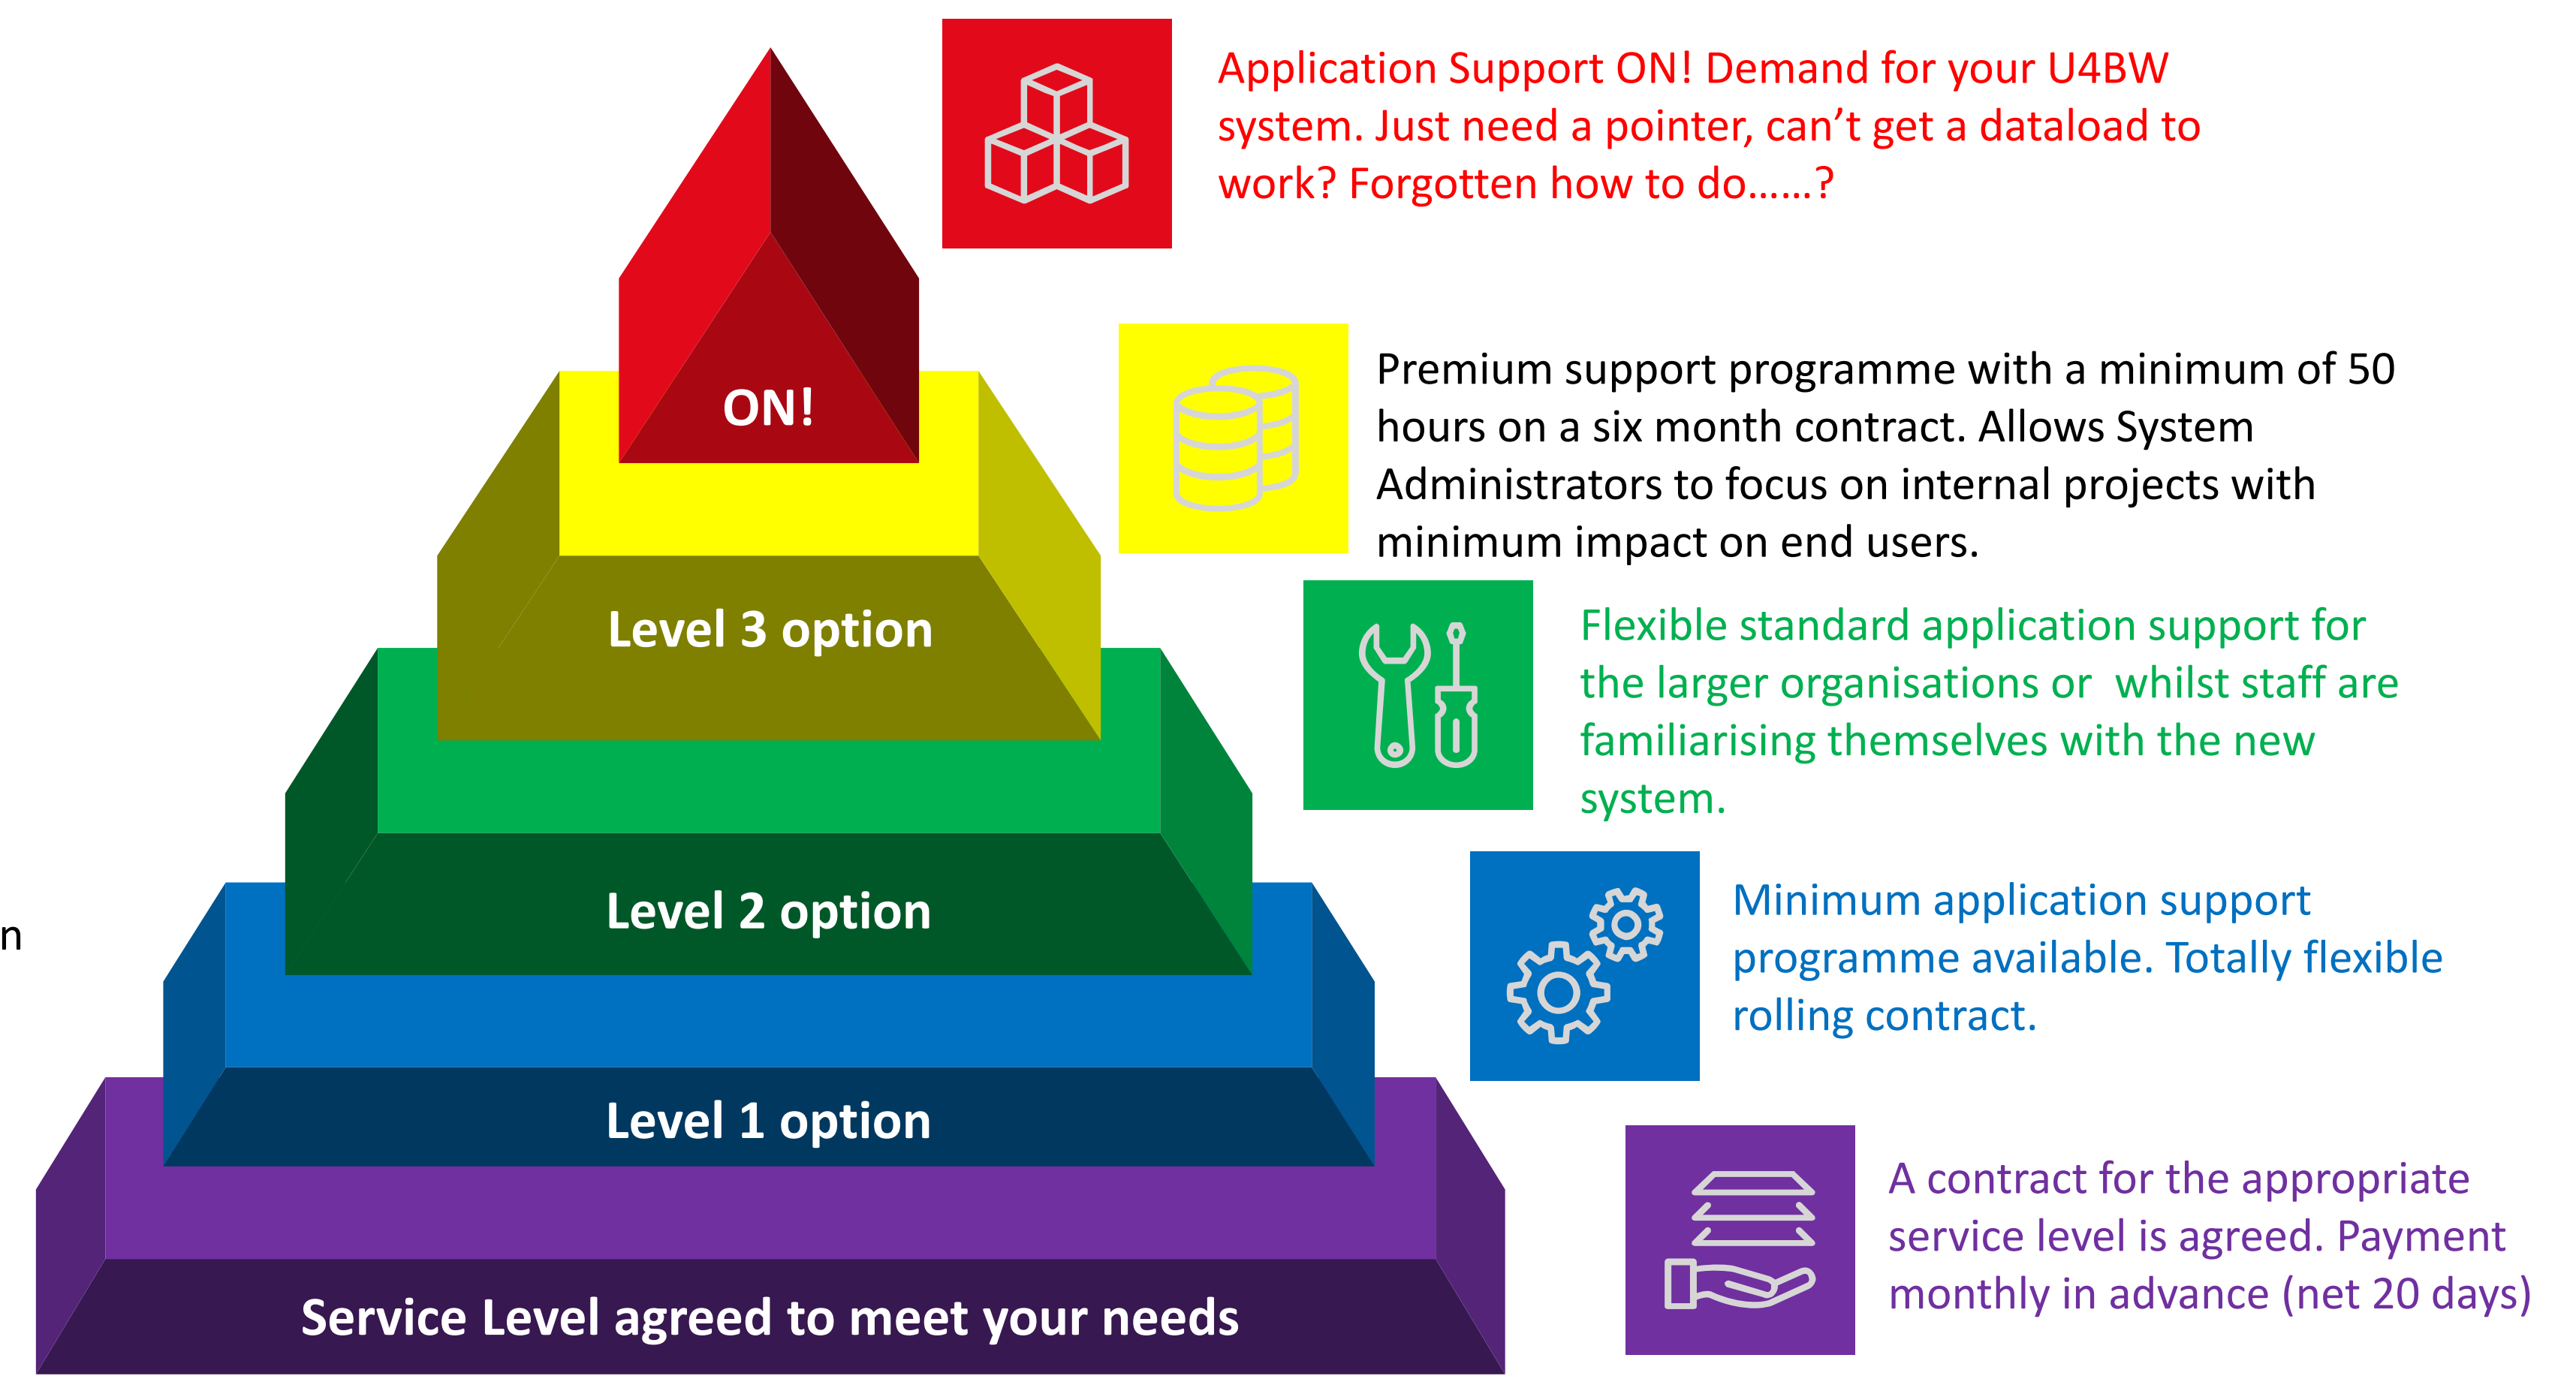 Application Support ON! Demand for your U4BW
system. Just need a pointer, can’t get a dataload to
work? Forgotten how to do……?
ON!
Premium support programme with a minimum of 50
hours on a six month contract. Allows System
Administrators to focus on internal projects with
minimum impact on end users.
Level 3 option
Flexible standard application support for
the larger organisations or  whilst staff are
familiarising themselves with the new
system.
Level 2 option
n
Minimum application support
programme available. Totally flexible
rolling contract.
Level 1 option
A contract for the appropriate
service level is agreed. Payment
monthly in advance (net 20 days)
Service Level agreed to meet your needs